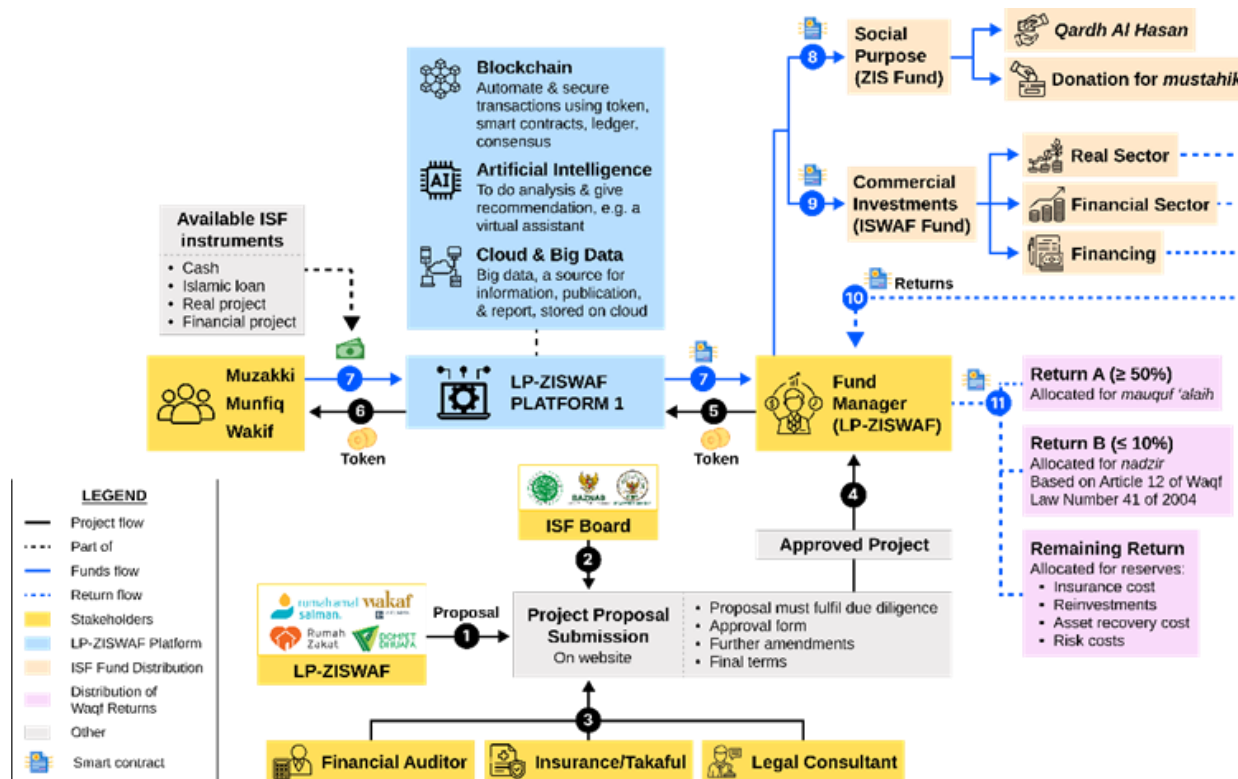 Blockchain
Automate & secure
transactions using token,
smart contracts, ledger,
consensus
Artificial Intelligence
To do analysis & give
recommendation, e.g. a
virtual assistant
Cloud & Big Data
Big data, a source for
information, publication,
& report, stored on cloud
AI
8
Social
Purpose
(ZIS Fund)
Qardh Al Hasan
Donation for mustahik
9
Commercial
Investments
(ISWAF Fund)
Real Sector
Financial Sector
Financing
10
Returns
Available ISF
instruments
• Cash
• Islamic loan
• Real project
• Financial project
Muzakki
Munfiq
Wakif
7
6
Token
LP-ZISWAF
PLATFORM 1
7
5
Token
Fund
Manager
(LP-ZISWAF)
11
Return A (≥ 50%)
Allocated for mauquf ‘alaih
Return B (≤ 10%)
Allocated for nadzir
Based on Article 12 of Waqf
Law Number 41 of 2004
Remaining Return
Allocated for reserves:
• Insurance cost
• Reinvestments
• Asset recovery cost
• Risk costs
LEGEND
Project flow
Part of
Funds flow
Return flow
Stakeholders
LP-ZISWAF Platform
ISF Fund Distribution
Distribution of
Waqf Returns
Other
Smart contract
BAZNAS
ISF Board
2
4
Approved Project
rumahamal
salman.
wakaf
Rumah
Zakat
DOMPET
DHUAFA
LP-ZISWAF
Proposal
1
Project Proposal
Submission
On website
• Proposal must fulfil due diligence
• Approval form
• Further amendments
• Final terms
3
Financial Auditor
Insurance/Takaful
Legal Consultant